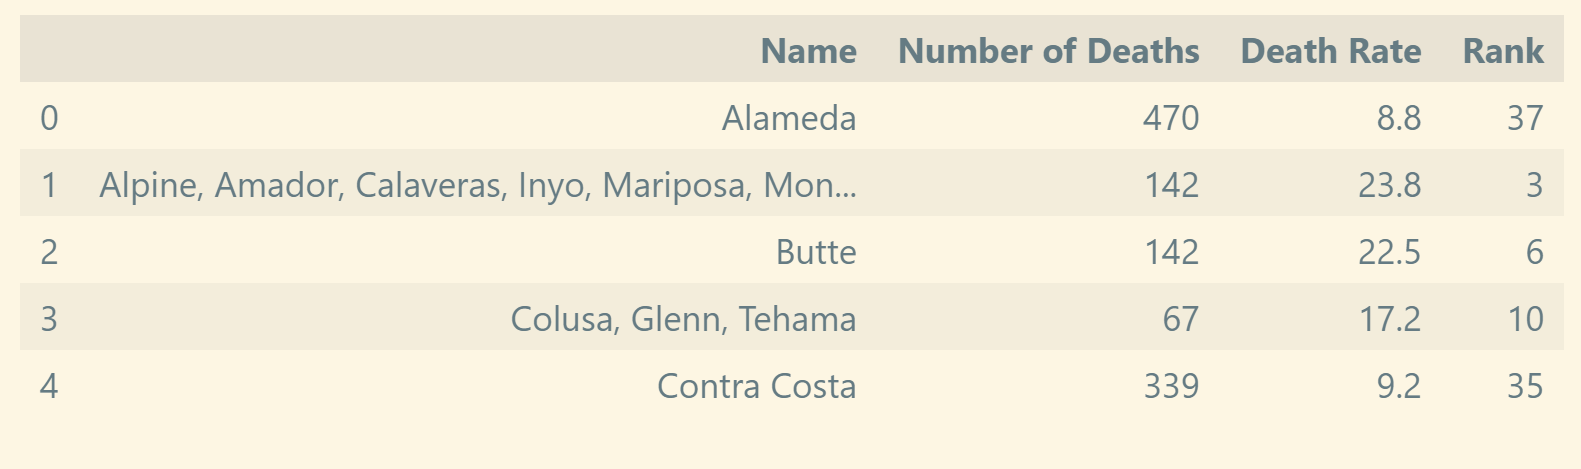 Name Number of Deaths Death Rate Rank
0 Alameda 470 8.8 37
1 Alpine, Amador, Calaveras, Inyo, Mariposa, Mon... 142 23.8 3
2 Butte 142 22.5 6
3 Colusa, Glenn, Tehama 67 17.2 10
4 Contra Costa 339 9.2 35